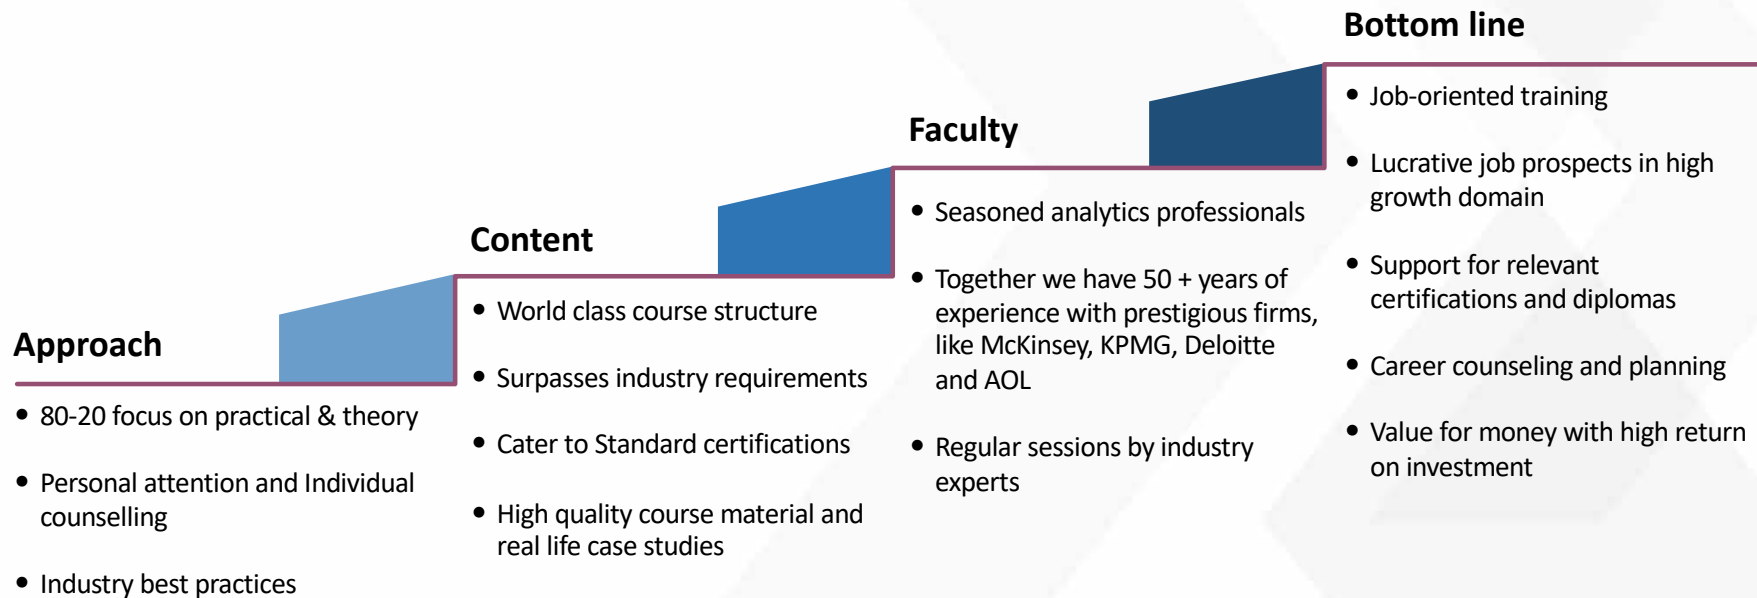 Approach
• 80-20 focus on practical & theory
• Personal attention and Individual
counselling
• Industry best practices
Content
• World class course structure
• Surpasses industry requirements
• Cater to Standard certifications
• High quality course material and
real life case studies
Faculty
• Seasoned analytics professionals
• Together we have 50 + years of
experience with prestigious firms,
like McKinsey, KPMG, Deloitte
and AOL
• Regular sessions by industry
experts
Bottom line
• Job-oriented training
• Lucrative job prospects in high
growth domain
• Support for relevant
certifications and diplomas
• Career counseling and planning
• Value for money with high return
on investment